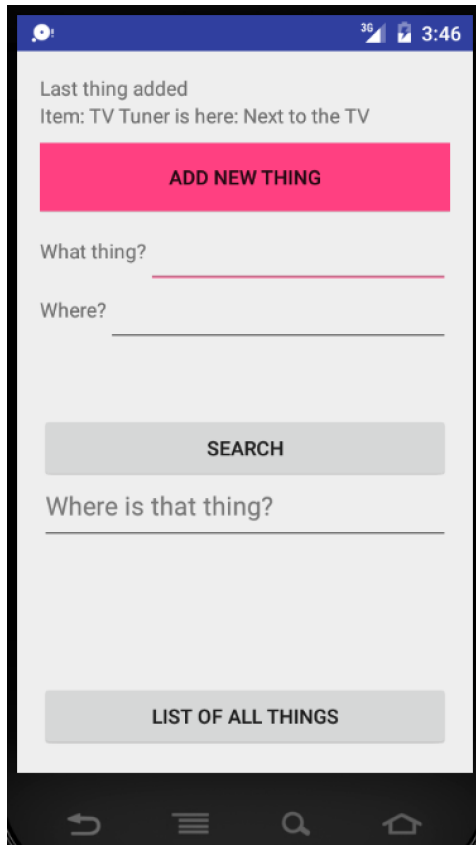 3G 3:46
Last thing added
Item: TV Tuner is here: Next to the TV
ADD NEW THING
What thing?
Where?
SEARCH
Where is that thing?
LIST OF ALL THINGS